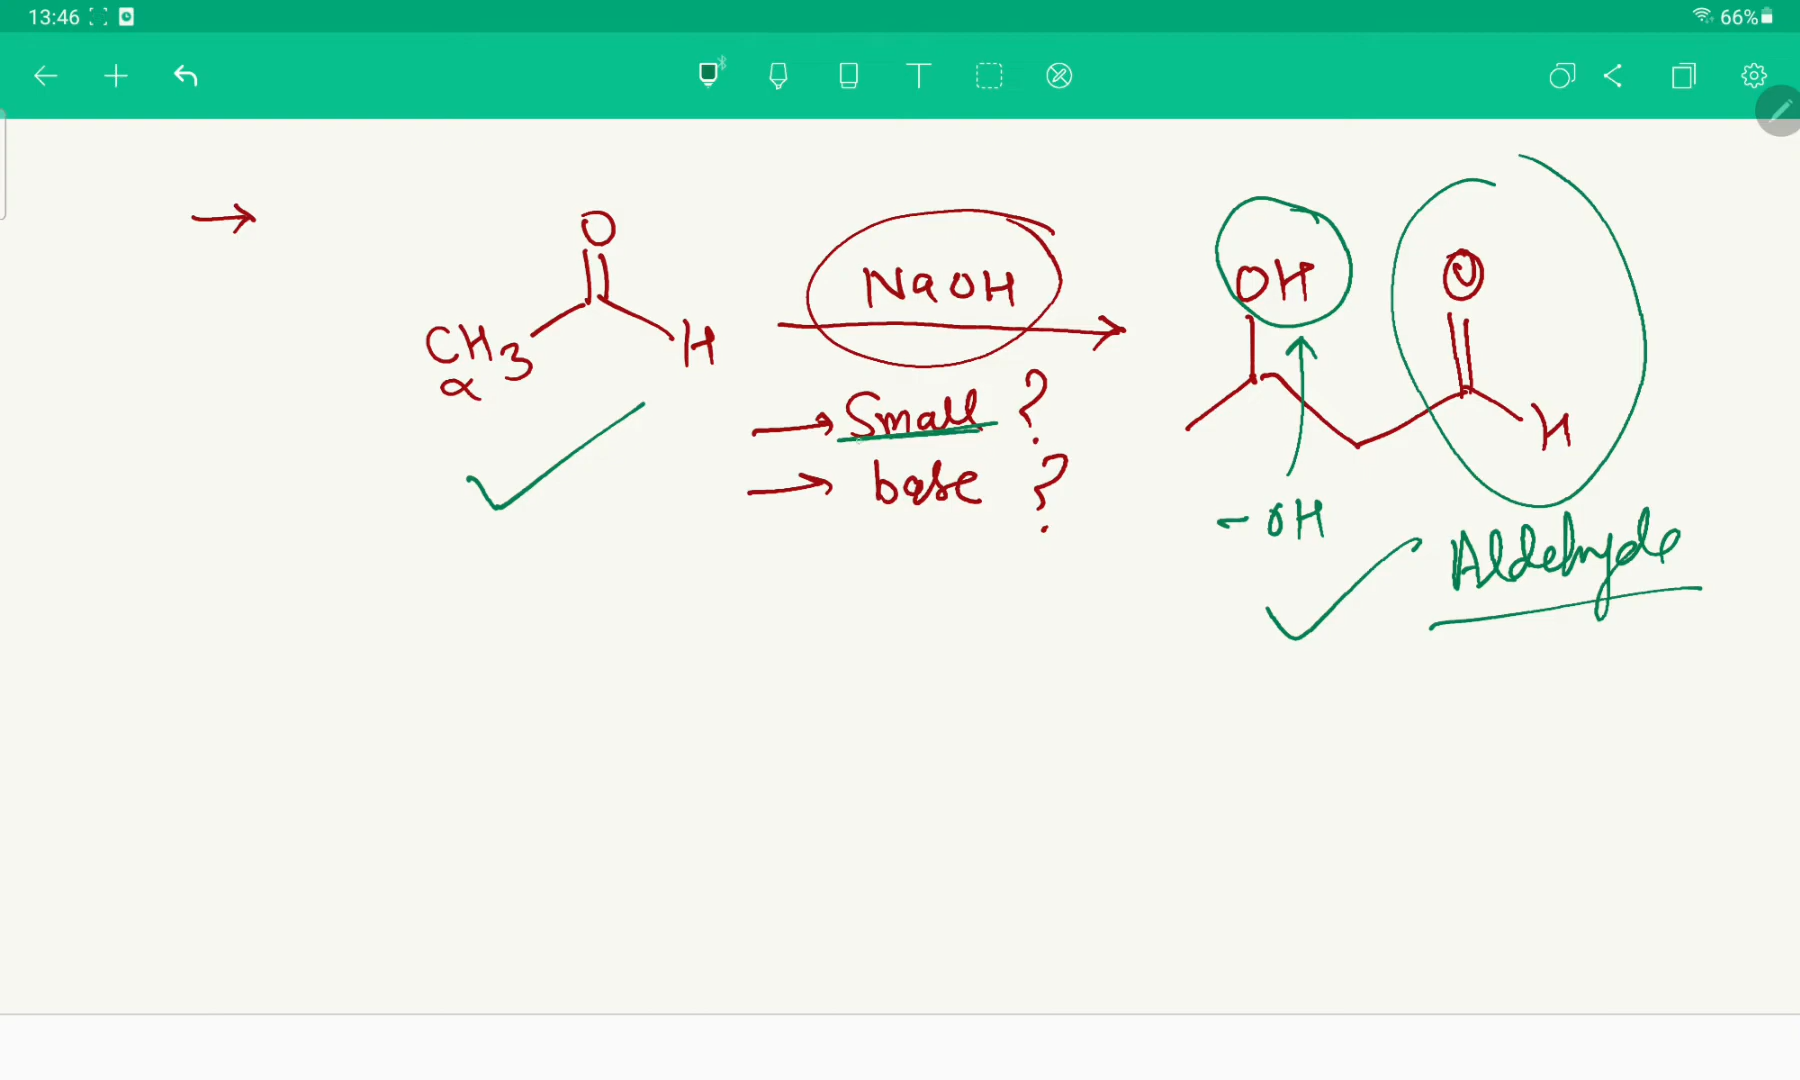 13:46
66%
→
O
CH3
H
α
NaOH
→ Small ?
→ base ?
OH
O
H
-OH
Aldehyde